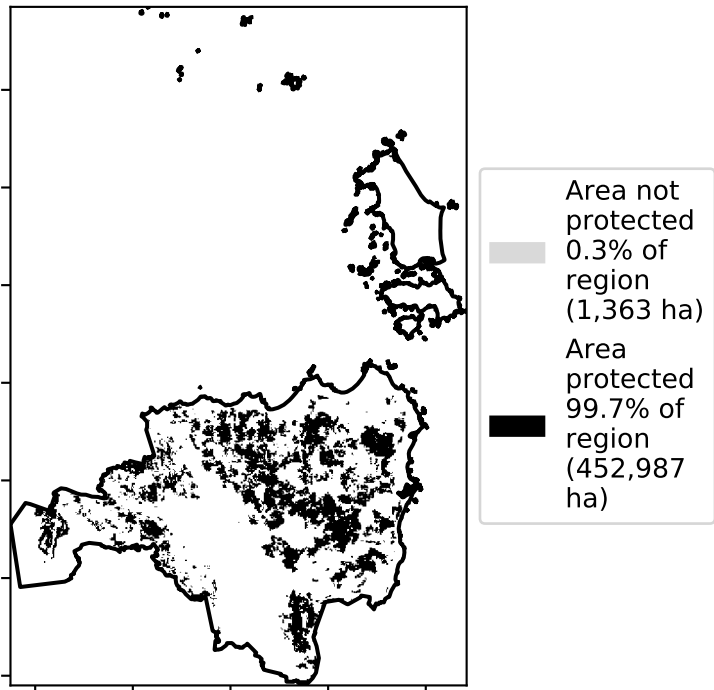 Area not
protected
0.3% of
region
(1,363 ha)
Area
protected
99.7% of
region
(452,987
ha)